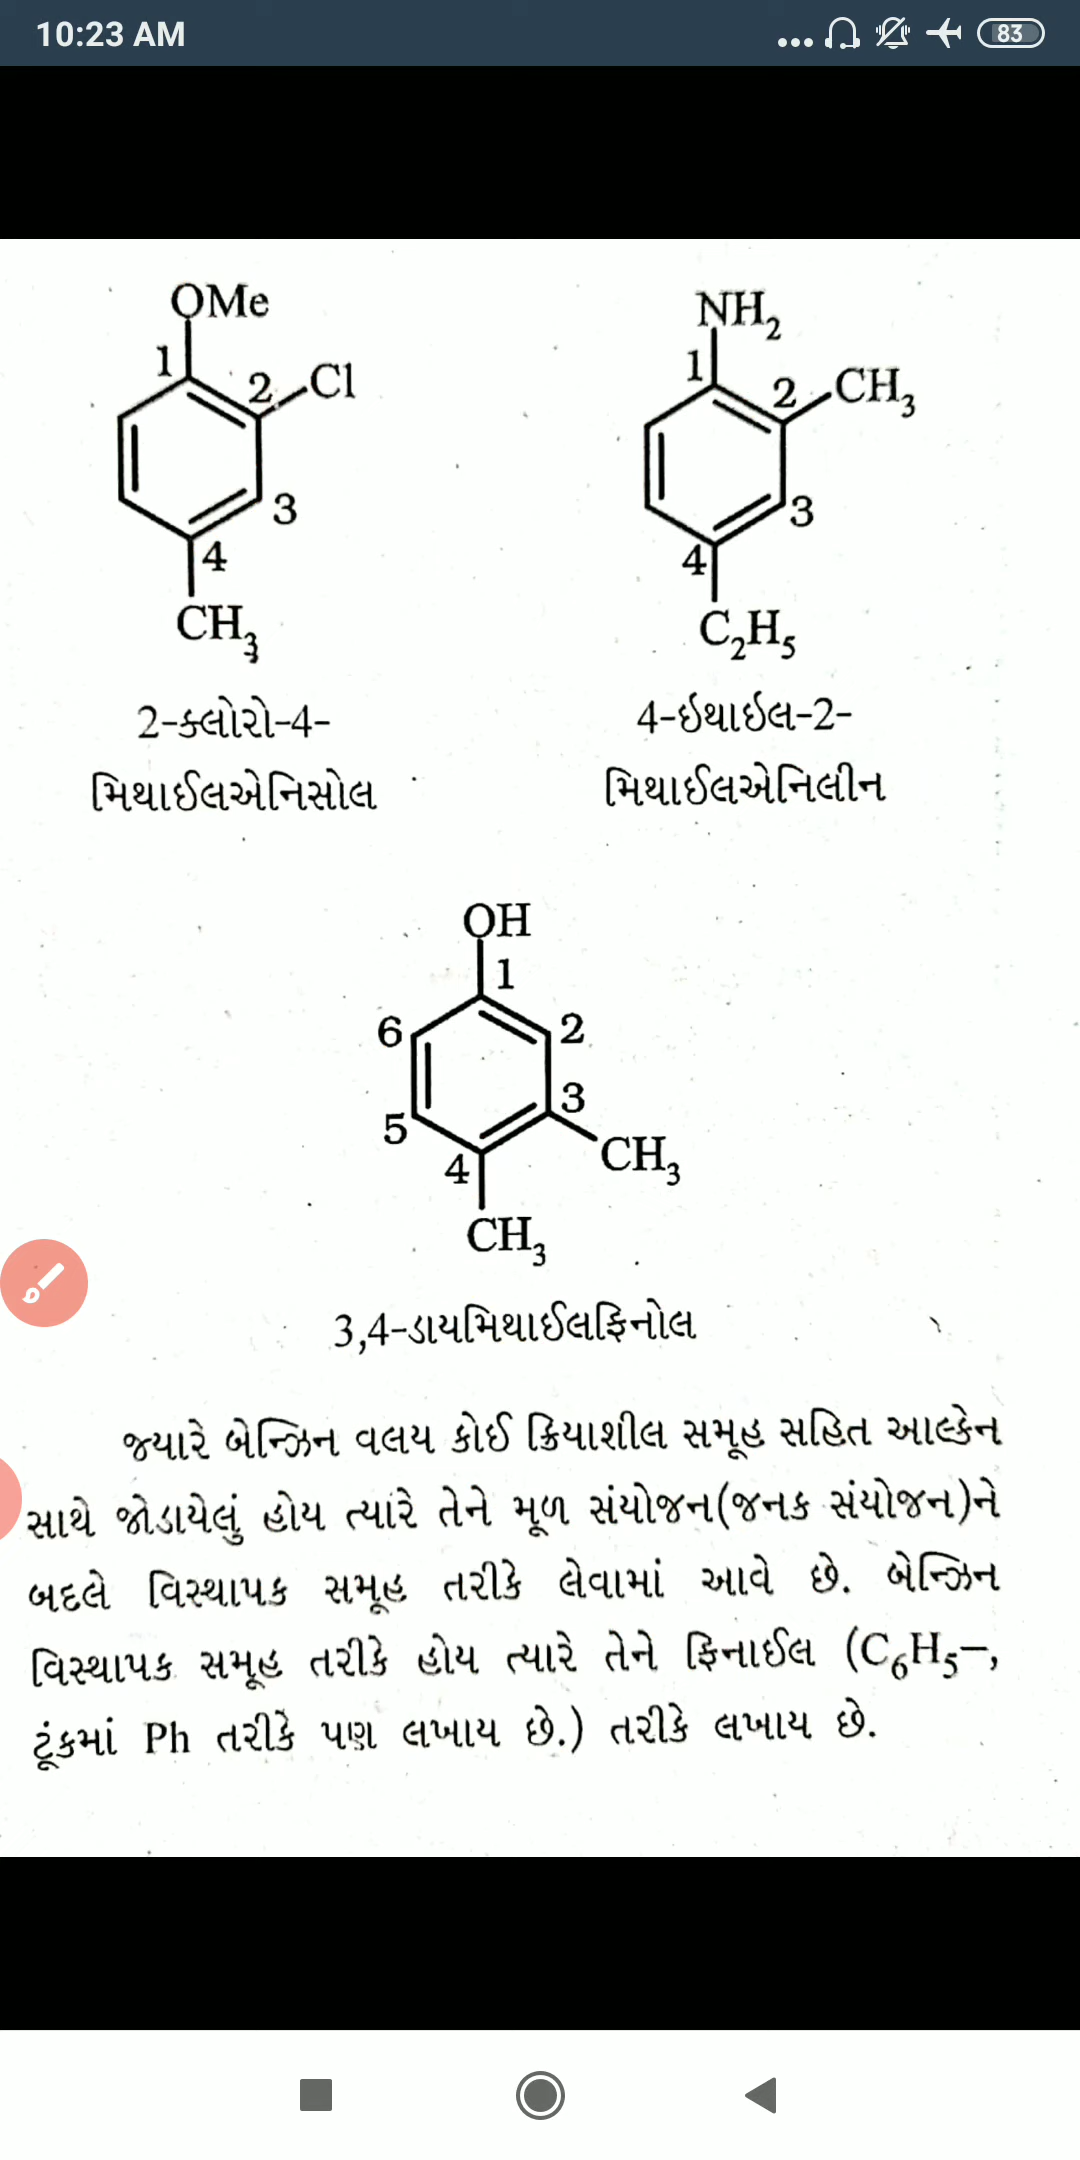 10:23 AM
83
OMe
1
2
Cl
3
4
CH₃
2-ક્લોરો-4-
મિથાઈલએનિસોલ
NH₂
1
2
CH₃
3
4
C₂H₅
4-ઇથાઇલ-2-
મિથાઈલએનિલીન
OH
1
6
2
3
5
4
CH₃
CH₃
3,4-ડાયમિથાઈલફિનોલ
જ્યારે બેન્ઝિન વલય કોઈ ક્રિયાશીલ સમૂહ સહિત આલ્કેન
સાથે જોડાયેલું હોય ત્યારે તેને મૂળ સંયોજન(જનક સંયોજન)ને
બદલે વિસ્થાપક સમૂહ તરીકે લેવામાં આવે છે. બેન્ઝિન
વિસ્થાપક સમૂહ તરીકે હોય ત્યારે તેને ફિનાઈલ (C₆H₅–,
ટૂંકમાં Ph તરીકે પણ લખાય છે.) તરીકે લખાય છે.